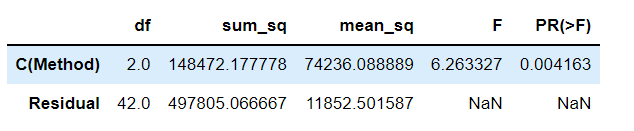 df sum_sq mean_sq F PR(>F)
C(Method) 2.0 148472.177778 74236.088889 6.263327 0.004163
Residual 42.0 497805.066667 11852.501587 NaN NaN